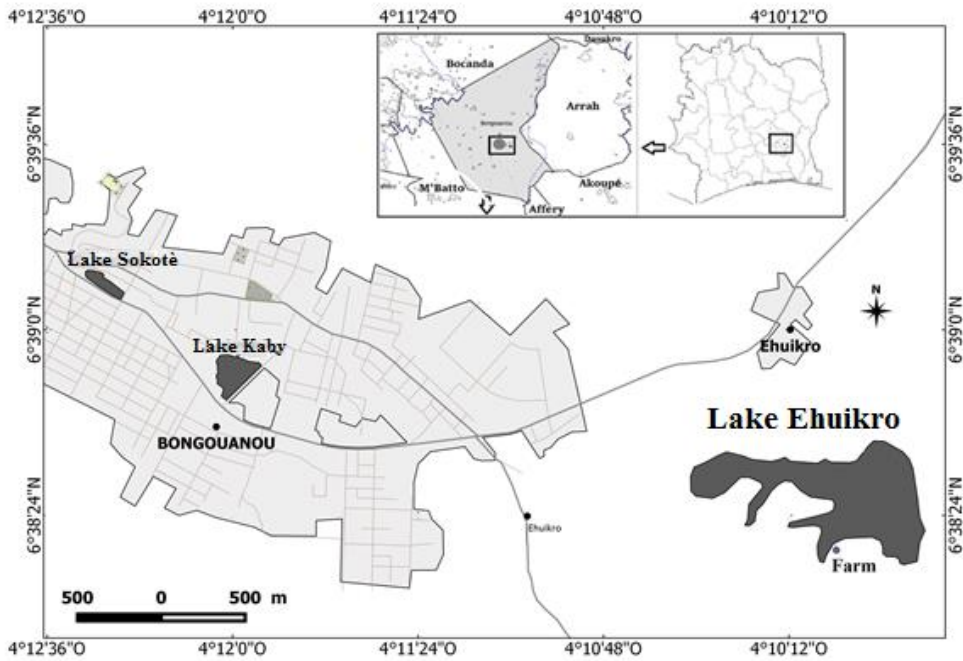 4°12'36"O 4°12'0"O 4°11'24"O 4°10'48"O 4°10'12"O
Bocanda
Arrah
M'Batto
Akoupé
Affery
6°39'36"N
6°39'36"N
Lake Sokotè
N
Lake Kaby
6°39'0"N
6°39'0"N
Ehuikro
Lake Ehuikro
BONGOUANOU
6°38'24"N
6°38'24"N
Ehuikro
Farm
500 0 500 m
4°12'36"O 4°12'0"O 4°11'24"O 4°10'48"O 4°10'12"O